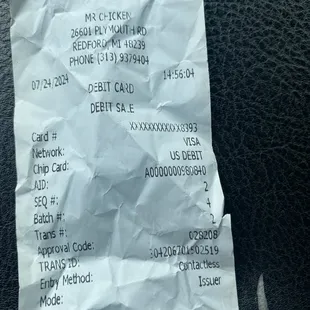 MR CHICKEN
26601 PLYMOUTH RD
REDFORD, MI 48239
PHONE (313) 9379404
07/24/2024 14:56:04
DEBIT CARD
DEBIT SALE
Card # XXXXXXXXXXXX8393
Network: VISA
Chip Card: US DEBIT
AID: A0000000980840
SEQ #: 2
Batch #: 4
Trans #: 2
Approval Code: 028208
TRANS ID: 304206701502519
Entry Method: Contactless
Mode: Issuer